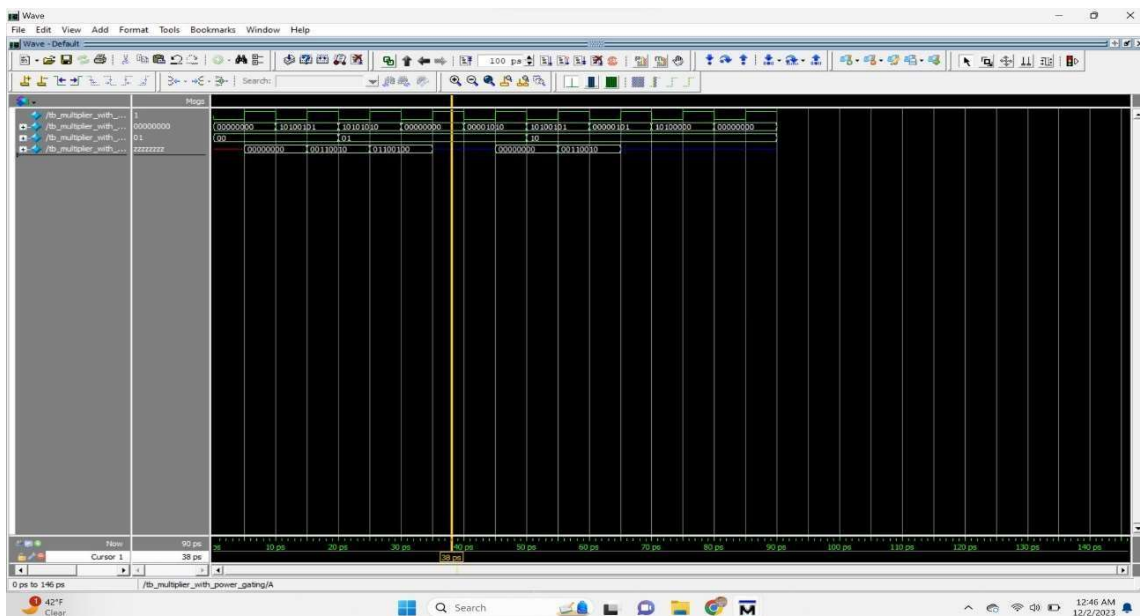 Wave
File Edit View Add Format Tools Bookmarks Window Help
Wave - Default
100 ps
Search:
Msgs
/tb_multiplier_with_... 1
/tb_multiplier_with_... 00000000 00000000 10100101 10101010 00000000 00001010 10100101 00000101 10100000 00000000
/tb_multiplier_with_... 01 00 01 10
/tb_multiplier_with_... zzzzzzzz 00000000 00110010 01100100 00000000 00110010
Now 90 ps 10 ps 20 ps 30 ps 40 ps 50 ps 60 ps 70 ps 80 ps 90 ps 100 ps 110 ps 120 ps 130 ps 140 ps
Cursor 1 38 ps 38 ps
0 ps to 146 ps /tb_multiplier_with_power_gating/A
42°F
Clear
Search
12:46 AM
12/2/2023